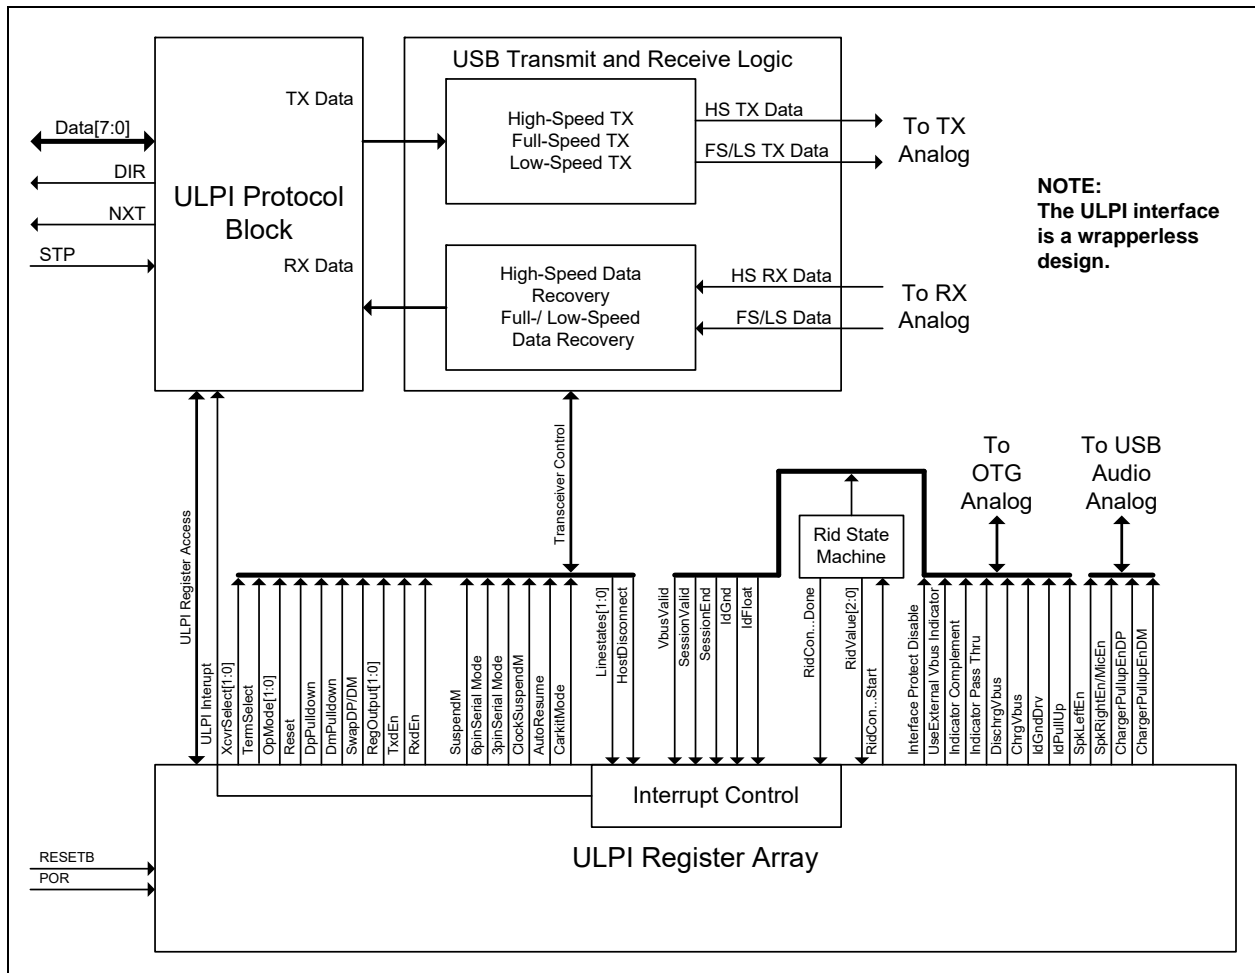 USB Transmit and Receive Logic
TX Data
High-Speed TX
Full-Speed TX
Low-Speed TX
HS TX Data
FS/LS TX Data
To TX
Analog
Data[7:0]
DIR
NXT
STP
ULPI Protocol
Block
RX Data
High-Speed Data
Recovery
Full-/ Low-Speed
Data Recovery
HS RX Data
FS/LS Data
To RX
Analog
NOTE:
The ULPI interface
is a wrapperless
design.
ULPI Register Access
ULPI Interupt
Transceiver Control
To
OTG
Analog
To USB
Audio
Analog
Rid State
Machine
XcvrSelect[1:0]
TermSelect
OpMode[1:0]
Reset
DpPulldown
DmPulldown
SwapDP/DM
RegOutput[1:0]
TxdEn
RxdEn
SuspendM
6pinSerial Mode
3pinSerial Mode
ClockSuspendM
AutoResume
CarkitMode
Linestates[1:0]
HostDisconnect
VbusValid
SessionValid
SessionEnd
IdGnd
IdFloat
RidCon...Done
RidValue[2:0]
RidCon...Start
Interface Protect Disable
UseExternal Vbus Indicator
Indicator Complement
Indicator Pass Thru
DischrgVbus
ChrgVbus
IdGndDrv
IdPullUp
SpkLeftEn
SpkRightEn/MicEn
ChargerPullupEnDP
ChargerPullupEnDM
Interrupt Control
ULPI Register Array
RESETB
POR